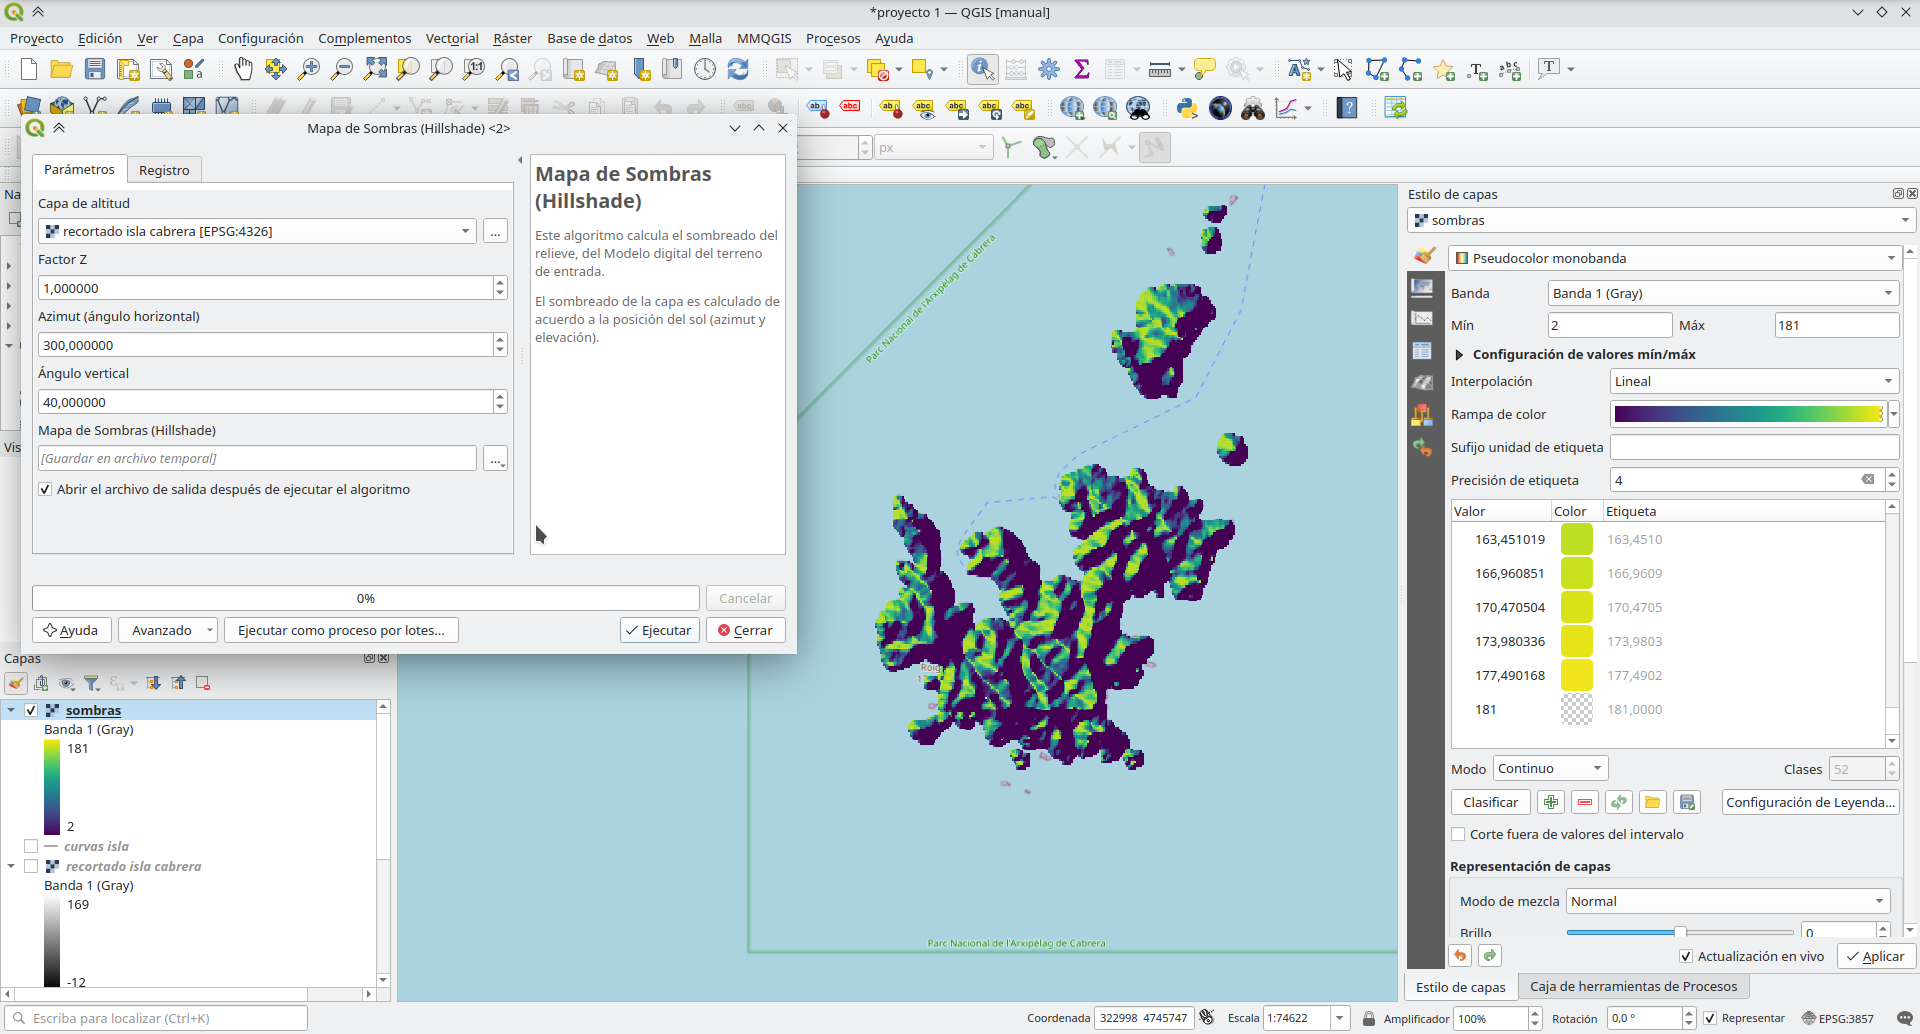 *proyecto 1 — QGIS [manual]
Proyecto Edición Ver Capa Configuración Complementos Vectorial Ráster Base de datos Web Malla MMQGIS Procesos Ayuda
Mapa de Sombras (Hillshade) <2>
px
Parámetros Registro
Capa de altitud
recortado isla cabrera [EPSG:4326]
...
Factor Z
1,000000
Azimut (ángulo horizontal)
300,000000
Ángulo vertical
40,000000
Mapa de Sombras (Hillshade)
[Guardar en archivo temporal]
...
Abrir el archivo de salida después de ejecutar el algoritmo
Mapa de Sombras
(Hillshade)
Este algoritmo calcula el sombreado del
relieve, del Modelo digital del terreno
de entrada.
El sombreado de la capa es calculado de
acuerdo a la posición del sol (azimut y
elevación).
0%
Cancelar
Ayuda Avanzado Ejecutar como proceso por lotes... Ejecutar Cerrar
Na
Vis
Capas
sombras
Banda 1 (Gray)
181
2
curvas isla
recortado isla cabrera
Banda 1 (Gray)
169
-12
Parc Nacional de l'Arxipèlag de Cabrera
Parc Nacional de l'Arxipèlag de Cabrera
Estilo de capas
sombras
Pseudocolor monobanda
Banda Banda 1 (Gray)
Mín 2 Máx 181
Configuración de valores mín/máx
Interpolación Lineal
Rampa de color
Sufijo unidad de etiqueta
Precisión de etiqueta 4
Valor Color Etiqueta
163,451019 163,4510
166,960851 166,9609
170,470504 170,4705
173,980336 173,9803
177,490168 177,4902
181 181,0000
Modo Continuo Clases 52
Clasificar Configuración de Leyenda...
Corte fuera de valores del intervalo
Representación de capas
Modo de mezcla Normal
Brillo 0
Actualización en vivo Aplicar
Estilo de capas Caja de herramientas de Procesos
Escriba para localizar (Ctrl+K)
Coordenada 322998 4745747 Escala 1:74622 Amplificador 100% Rotación 0,0 ° Representar EPSG:3857